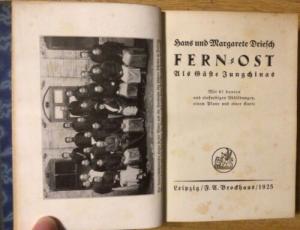 Hans und Margarete Driesch
FERN-OST
Als Gäste Jungchinas
Mit 61 bunten
und einfarbigen Abbildungen,
einem Plane und einer Karte
Leipzig / F. A. Brockhaus / 1925